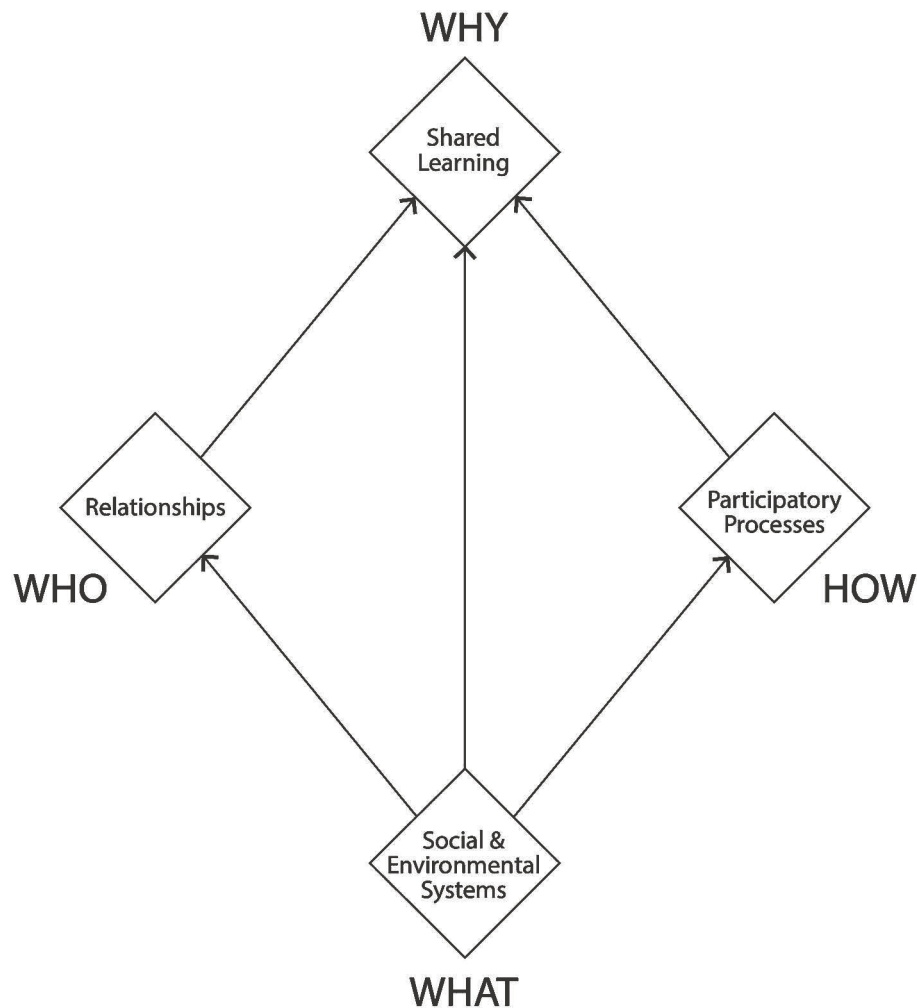 WHY
Shared
Learning
Relationships
WHO
Participatory
Processes
HOW
Social &
Environmental
Systems
WHAT